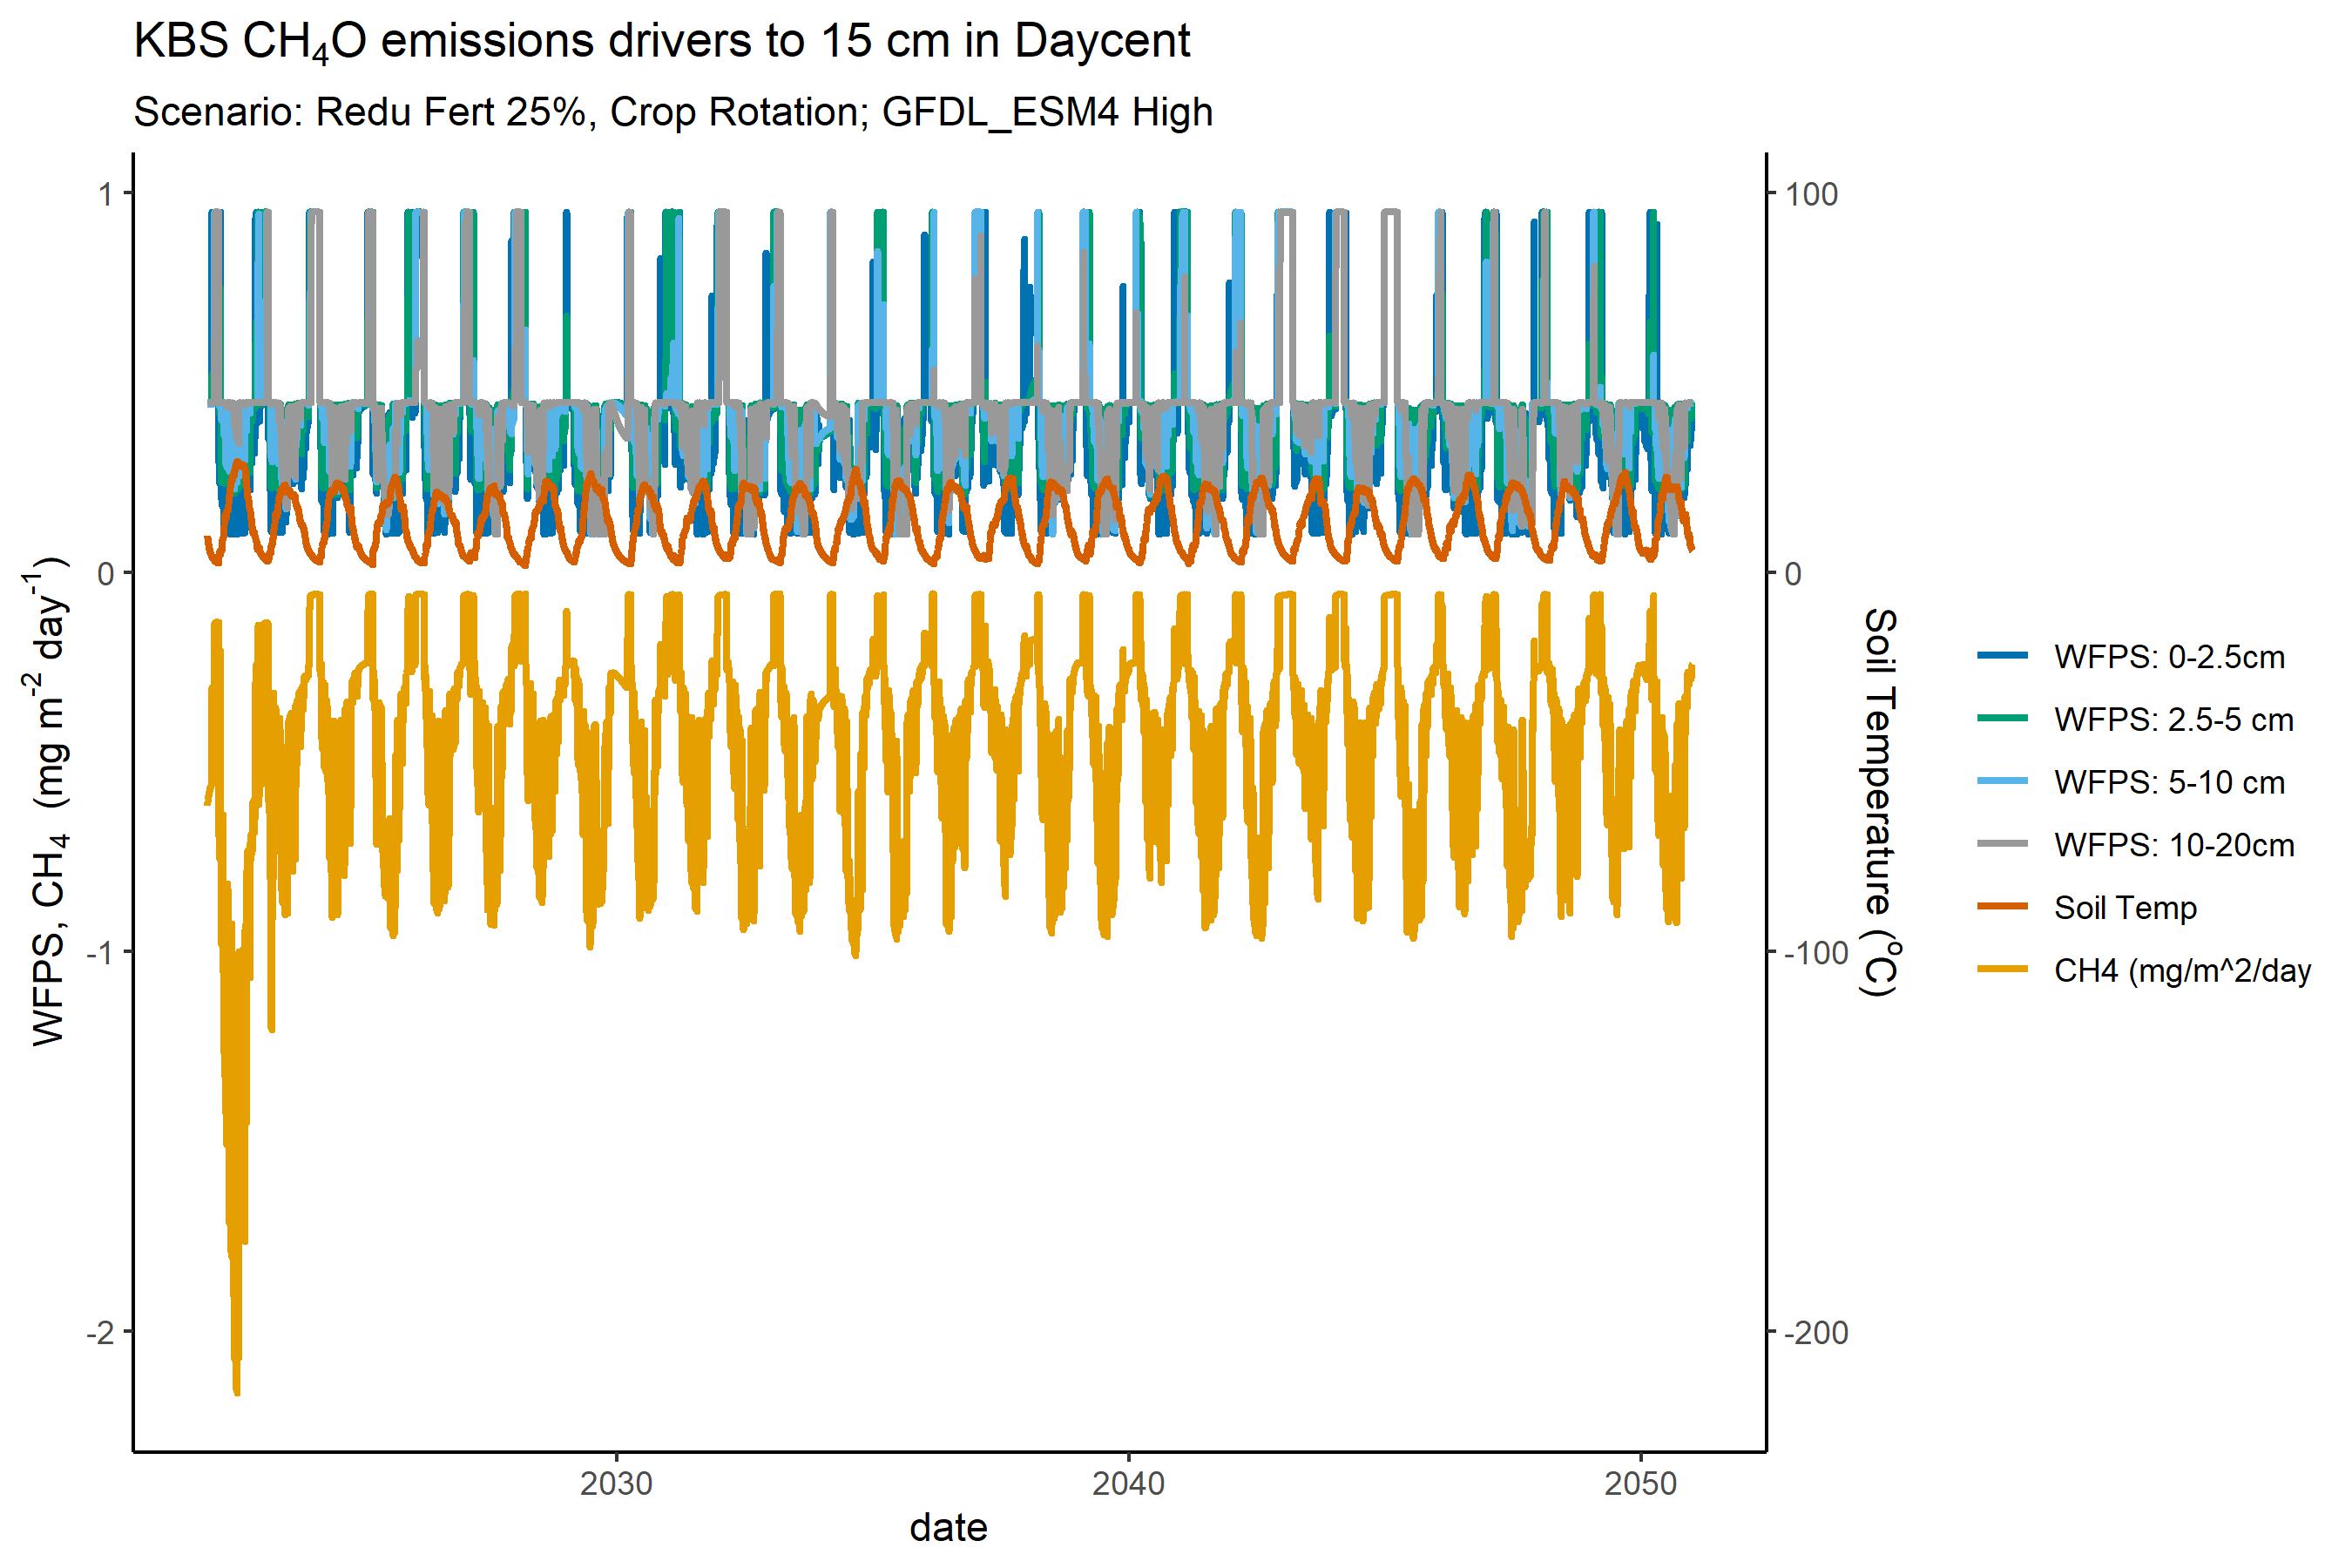 KBS CH₄O emissions drivers to 15 cm in Daycent
Scenario: Redu Fert 25%, Crop Rotation; GFDL_ESM4 High
WFPS, CH₄ (mg m⁻² day⁻¹)
1
0
-1
-2
100
0
-100
-200
Soil Temperature (ºC)
2030
2040
2050
date
WFPS: 0-2.5cm
WFPS: 2.5-5 cm
WFPS: 5-10 cm
WFPS: 10-20cm
Soil Temp
CH4 (mg/m^2/day